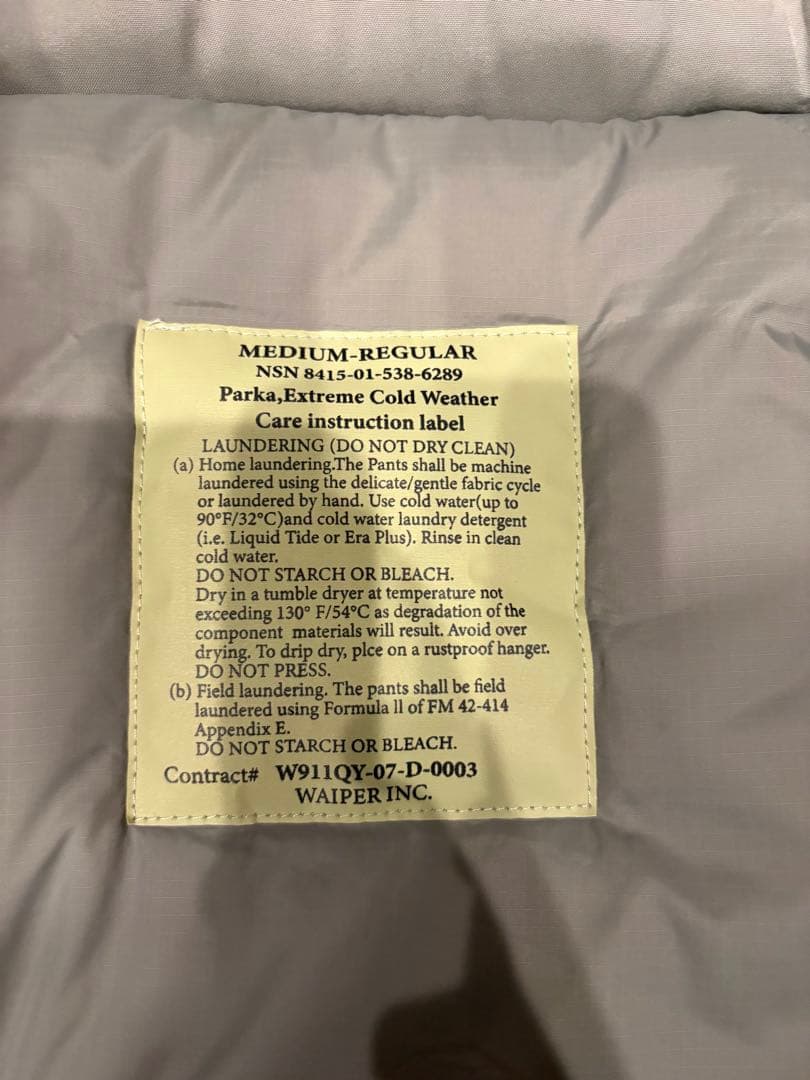 MEDIUM-REGULAR
NSN 8415-01-538-6289
Parka,Extreme Cold Weather
Care instruction label
LAUNDERING (DO NOT DRY CLEAN)
(a) Home laundering.The Pants shall be machine
laundered using the delicate/gentle fabric cycle
or laundered by hand. Use cold water(up to
90°F/32°C)and cold water laundry detergent
(i.e. Liquid Tide or Era Plus). Rinse in clean
cold water.
DO NOT STARCH OR BLEACH.
Dry in a tumble dryer at temperature not
exceeding 130° F/54°C as degradation of the
component materials will result. Avoid over
drying. To drip dry, plce on a rustproof hanger.
DO NOT PRESS.
(b) Field laundering. The pants shall be field
laundered using Formula ll of FM 42-414
Appendix E.
DO NOT STARCH OR BLEACH.
Contract# W911QY-07-D-0003
WAIPER INC.